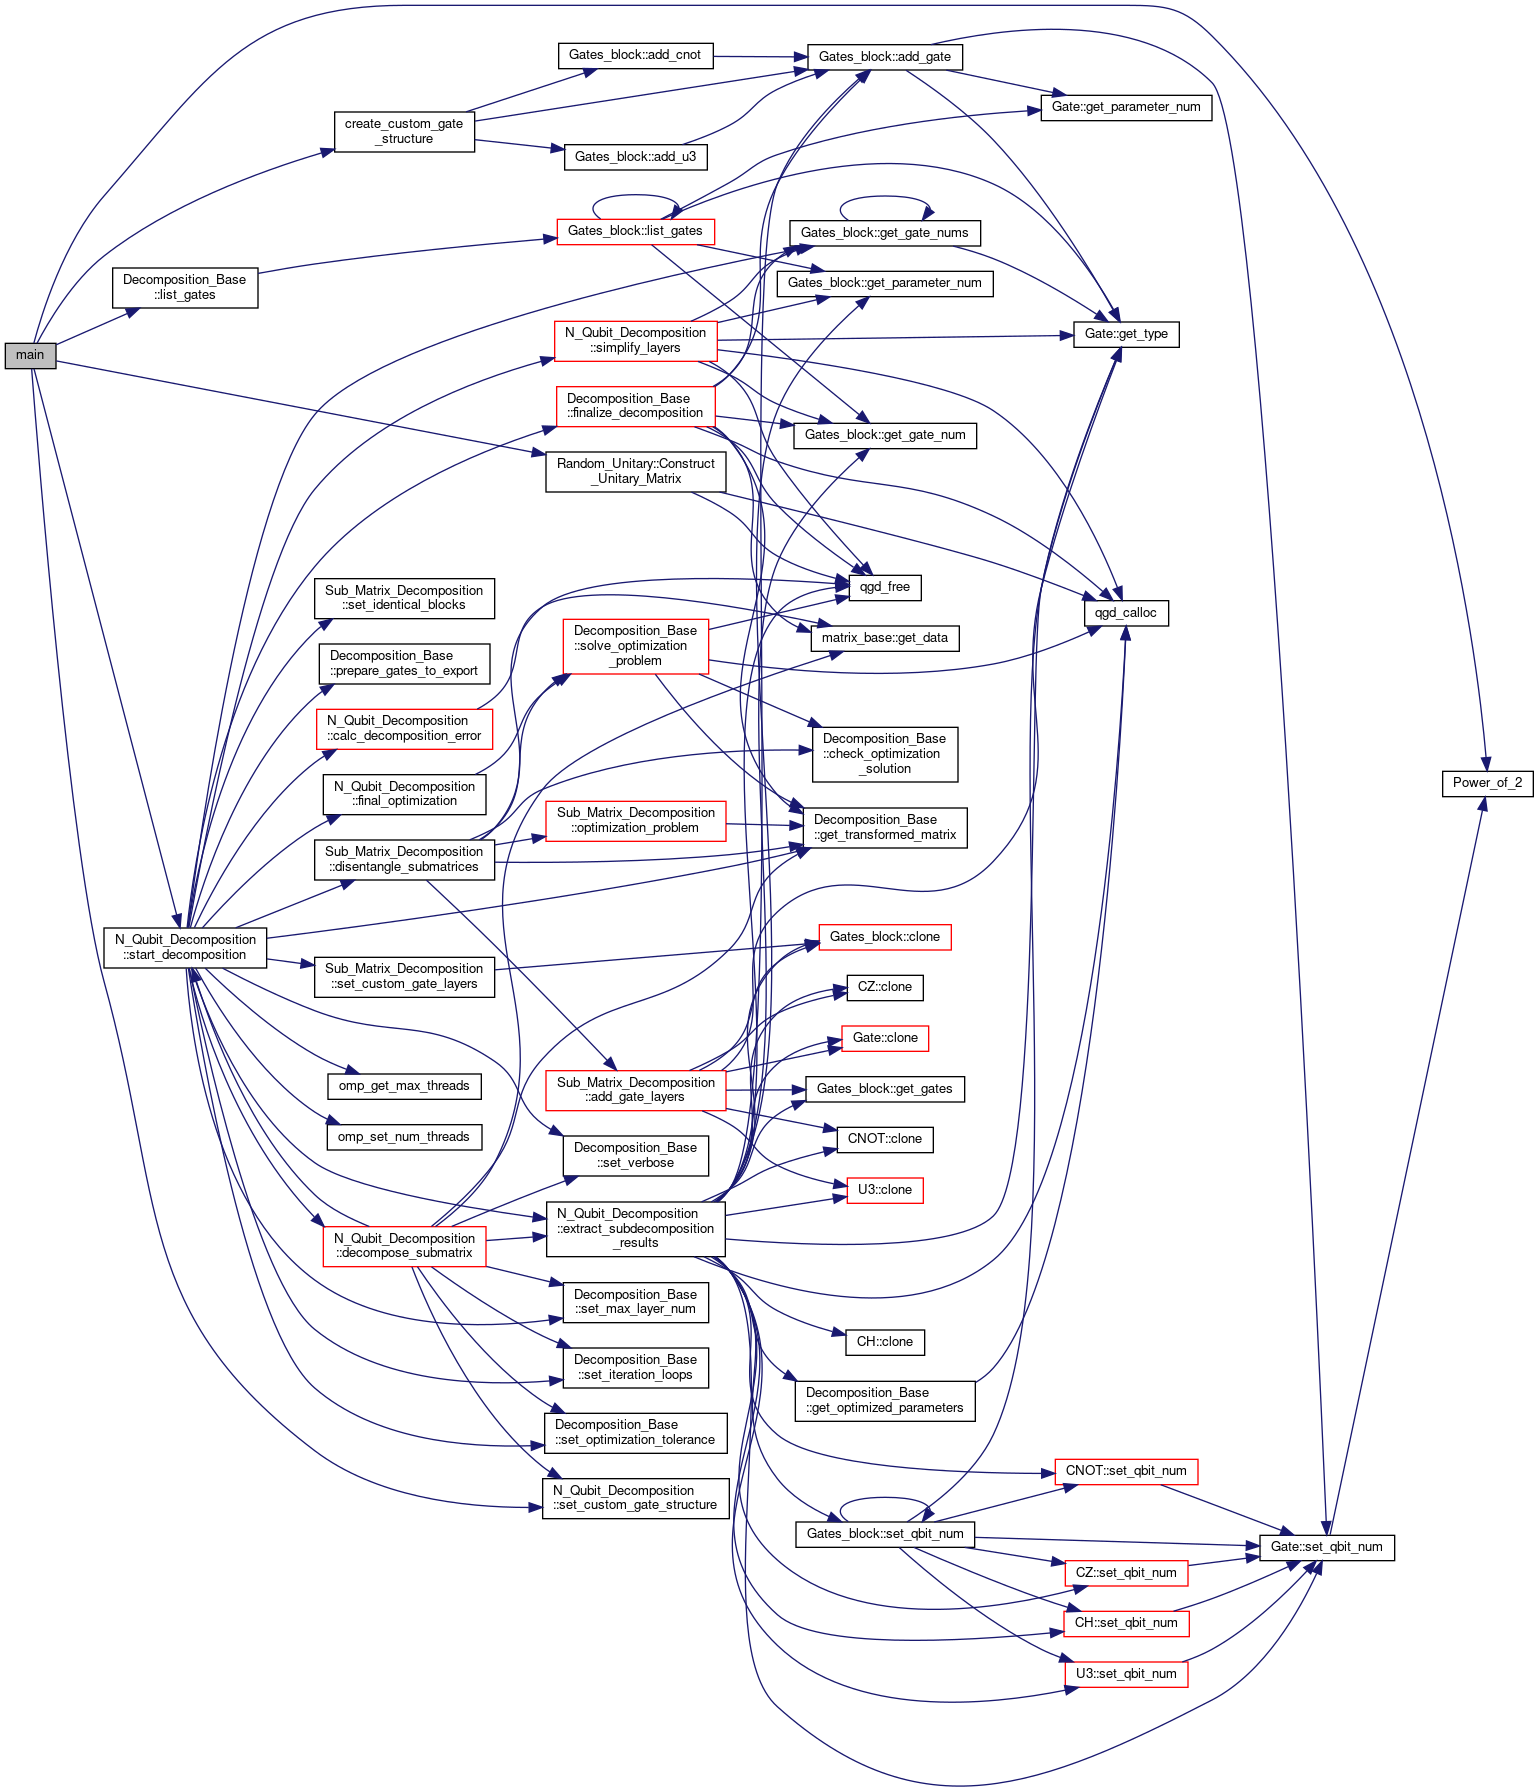 Gates_block::add_cnot
Gates_block::add_gate
Gate::get_parameter_num
create_custom_gate
_structure
Gates_block::add_u3
Gates_block::list_gates
Gates_block::get_gate_nums
Decomposition_Base
::list_gates
Gates_block::get_parameter_num
main
N_Qubit_Decomposition
::simplify_layers
Gate::get_type
Decomposition_Base
::finalize_decomposition
Gates_block::get_gate_num
Random_Unitary::Construct
_Unitary_Matrix
Sub_Matrix_Decomposition
::set_identical_blocks
qgd_free
qgd_calloc
Decomposition_Base
::prepare_gates_to_export
Decomposition_Base
::solve_optimization
_problem
matrix_base::get_data
N_Qubit_Decomposition
::calc_decomposition_error
Decomposition_Base
::check_optimization
_solution
N_Qubit_Decomposition
::final_optimization
Power_of_2
Sub_Matrix_Decomposition
::optimization_problem
Decomposition_Base
::get_transformed_matrix
Sub_Matrix_Decomposition
::disentangle_submatrices
N_Qubit_Decomposition
::start_decomposition
Gates_block::clone
Sub_Matrix_Decomposition
::set_custom_gate_layers
CZ::clone
Gate::clone
omp_get_max_threads
Sub_Matrix_Decomposition
::add_gate_layers
Gates_block::get_gates
omp_set_num_threads
CNOT::clone
Decomposition_Base
::set_verbose
U3::clone
N_Qubit_Decomposition
::decompose_submatrix
N_Qubit_Decomposition
::extract_subdecomposition
_results
Decomposition_Base
::set_max_layer_num
CH::clone
Decomposition_Base
::set_iteration_loops
Decomposition_Base
::get_optimized_parameters
Decomposition_Base
::set_optimization_tolerance
CNOT::set_qbit_num
N_Qubit_Decomposition
::set_custom_gate_structure
Gates_block::set_qbit_num
Gate::set_qbit_num
CZ::set_qbit_num
CH::set_qbit_num
U3::set_qbit_num